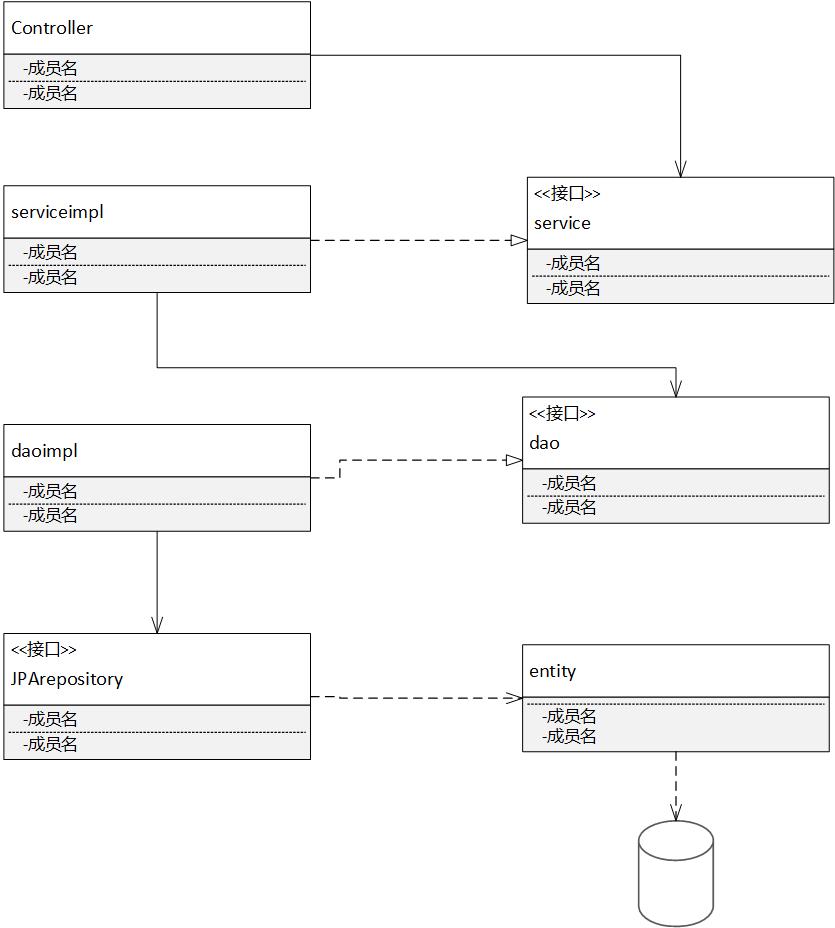 Controller
-成员名
-成员名
serviceimpl
-成员名
-成员名
<<接口>>
service
-成员名
-成员名
daoimpl
-成员名
-成员名
<<接口>>
dao
-成员名
-成员名
<<接口>>
JPArepository
-成员名
-成员名
entity
-成员名
-成员名